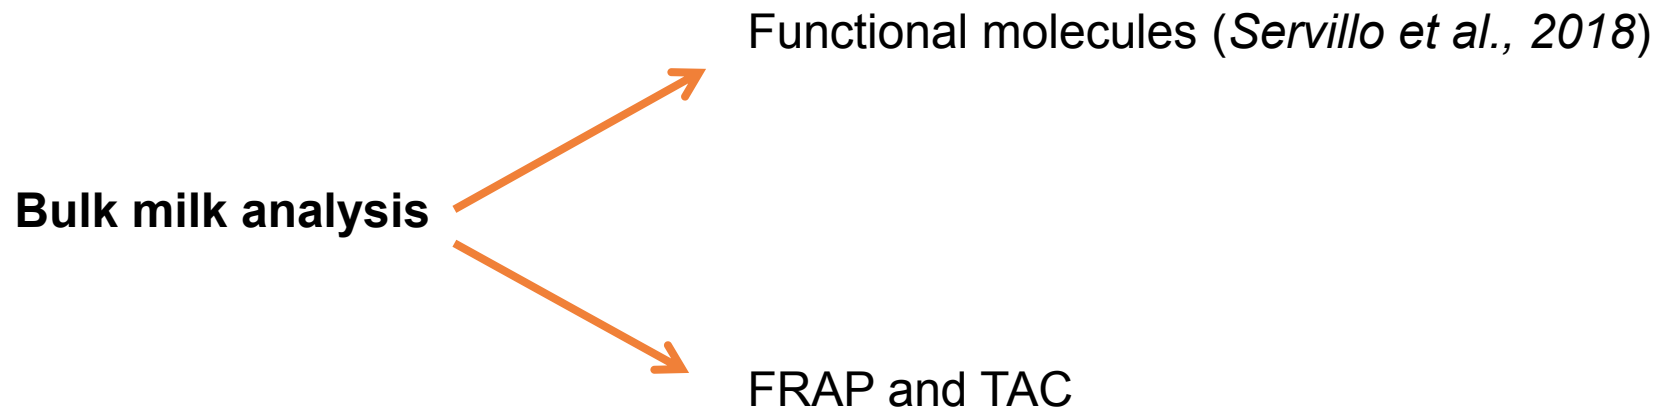 Functional molecules (Servillo et al., 2018)
Bulk milk analysis
FRAP and TAC